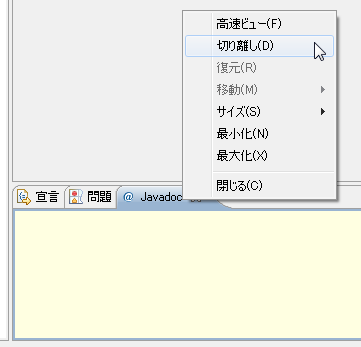 高速ビュー(F)
切り離し(D)
復元(R)
移動(M)
サイズ(S)
最小化(N)
最大化(X)
閉じる(C)
宣言 問題 @ Javadoc